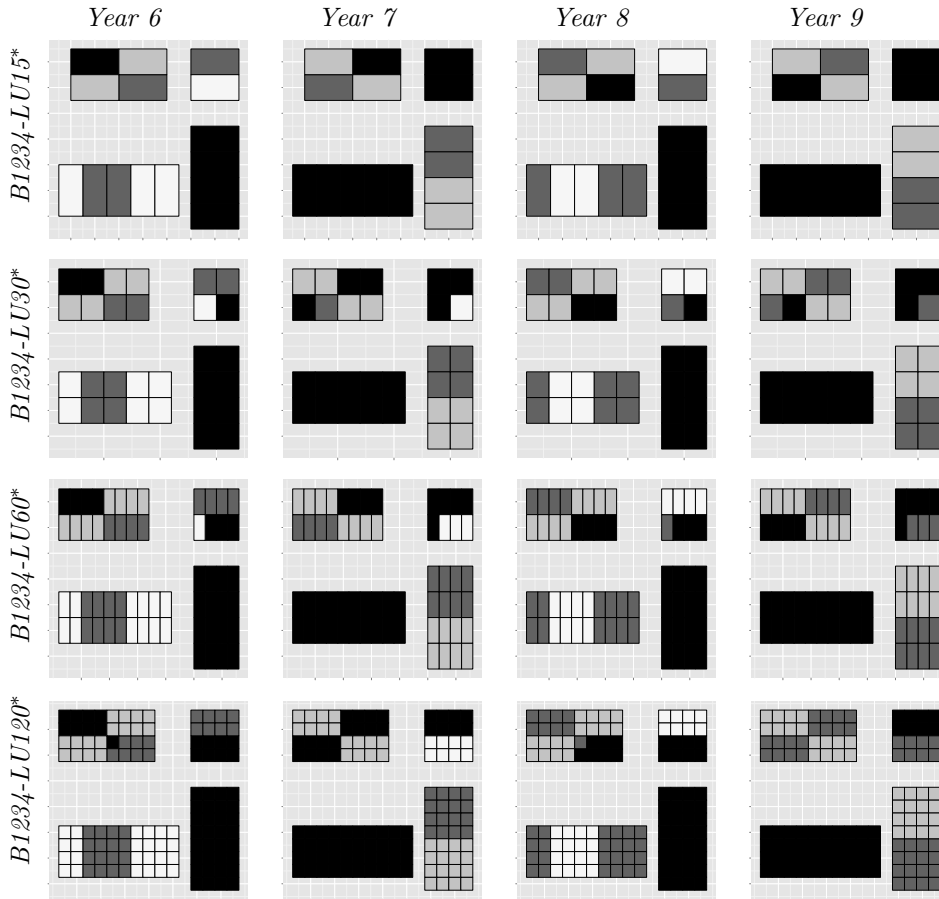 Year 6
Year 7
Year 8
Year 9
B1234-LU15*
B1234-LU30*
B1234-LU60*
B1234-LU120*